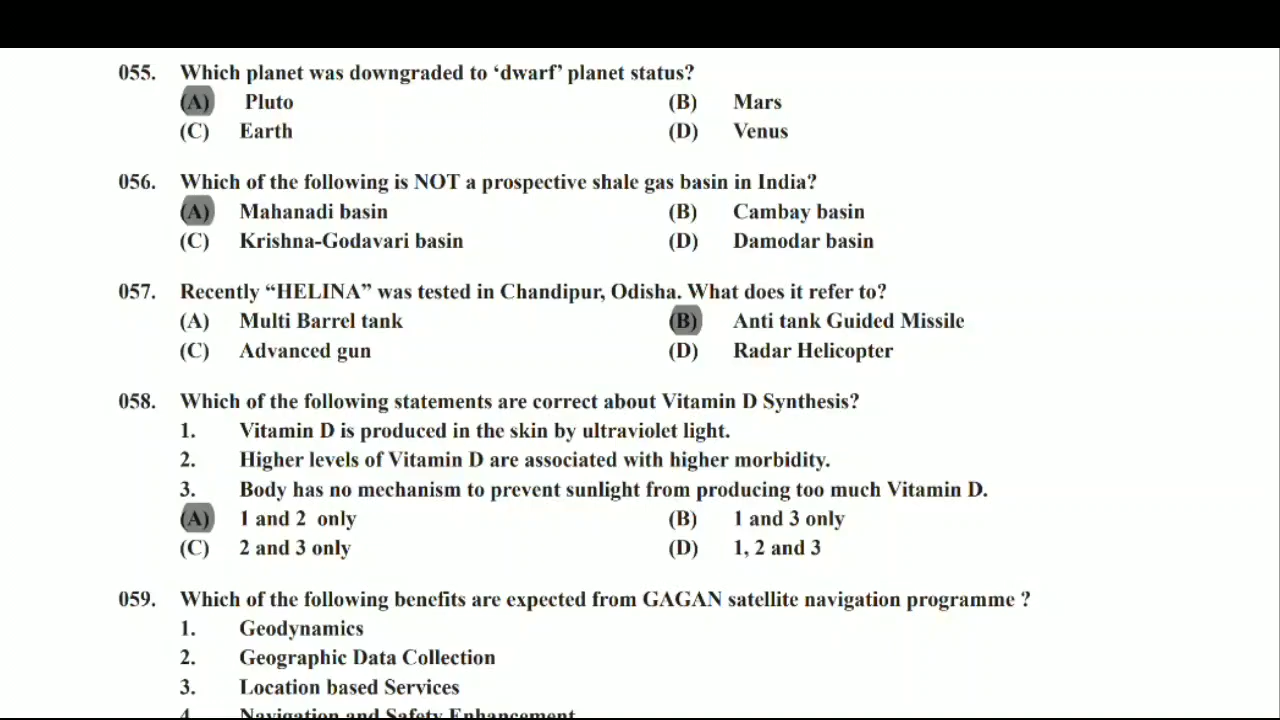 055. Which planet was downgraded to ‘dwarf’ planet status?
(A) Pluto (B) Mars
(C) Earth (D) Venus
056. Which of the following is NOT a prospective shale gas basin in India?
(A) Mahanadi basin (B) Cambay basin
(C) Krishna-Godavari basin (D) Damodar basin
057. Recently “HELINA” was tested in Chandipur, Odisha. What does it refer to?
(A) Multi Barrel tank (B) Anti tank Guided Missile
(C) Advanced gun (D) Radar Helicopter
058. Which of the following statements are correct about Vitamin D Synthesis?
1. Vitamin D is produced in the skin by ultraviolet light.
2. Higher levels of Vitamin D are associated with higher morbidity.
3. Body has no mechanism to prevent sunlight from producing too much Vitamin D.
(A) 1 and 2 only (B) 1 and 3 only
(C) 2 and 3 only (D) 1, 2 and 3
059. Which of the following benefits are expected from GAGAN satellite navigation programme ?
1. Geodynamics
2. Geographic Data Collection
3. Location based Services
4. Navigation and Safety Enhancement